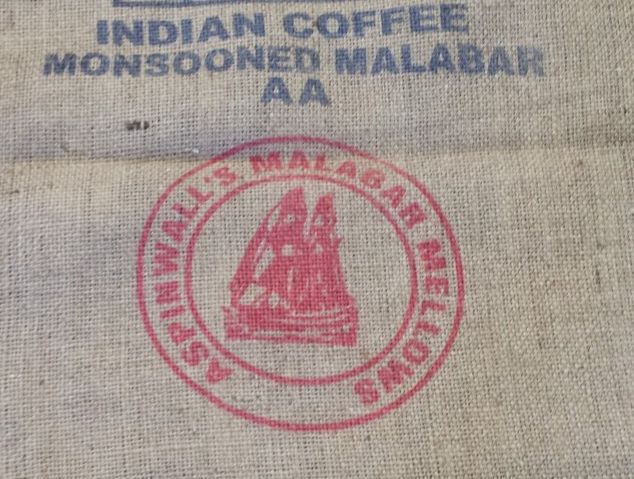 INDIAN COFFEE
MONSOONED MALABAR
AA
ASPINWALL'S MALABAR MELLOWS